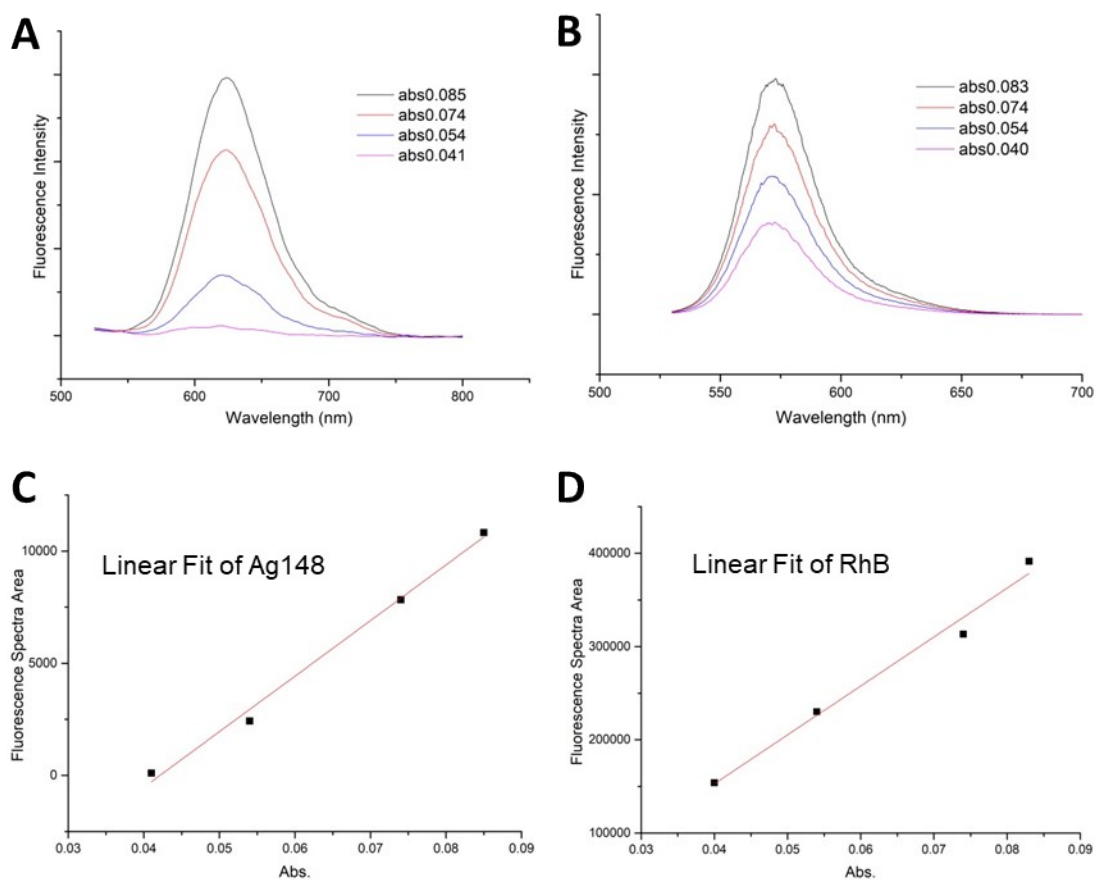 A
Fluorescence Intensity
abs0.085
abs0.074
abs0.054
abs0.041
500 600 700 800
Wavelength (nm)
B
Fluorescence Intensity
abs0.083
abs0.074
abs0.054
abs0.040
500 550 600 650 700
Wavelength (nm)
C
Fluorescence Spectra Area
Linear Fit of Ag148
10000
5000
0
0.03 0.04 0.05 0.06 0.07 0.08 0.09
Abs.
D
Fluorescence Spectra Area
Linear Fit of RhB
400000
300000
200000
100000
0.03 0.04 0.05 0.06 0.07 0.08 0.09
Abs.